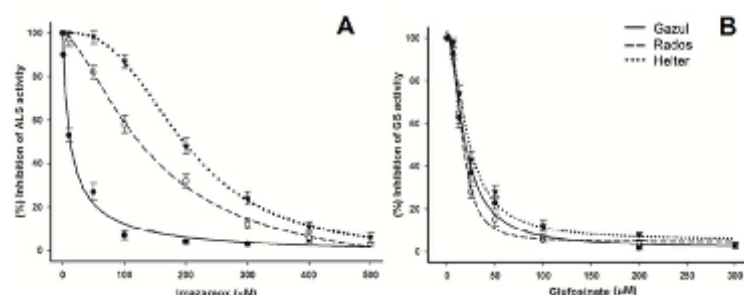 A
(%) Inhibition of ALS activity
100
80
60
40
20
0
0 100 200 300 400 500
Imazamox (µM)
B
Gazul
Rados
Helter
(%) Inhibition of GS activity
100
80
60
40
20
0
0 50 100 150 200 250 300
Glufosinate (µM)